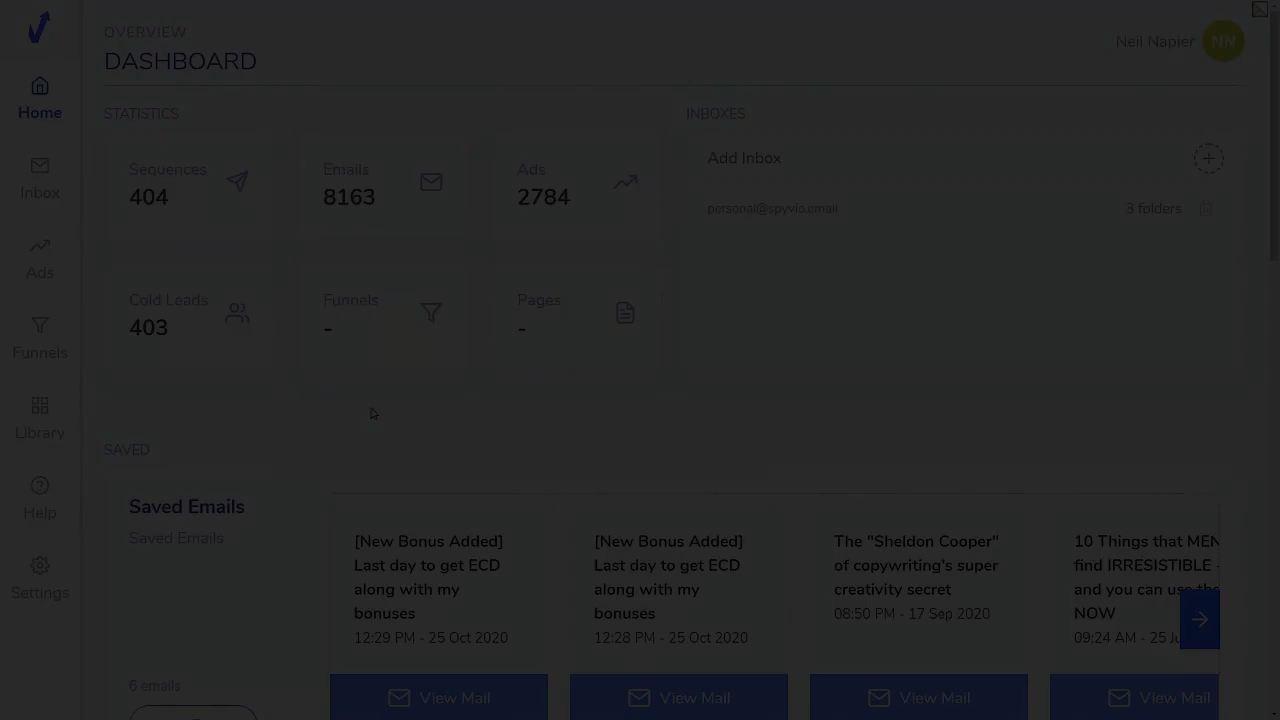 OVERVIEW
DASHBOARD
Neil Napier NN
Home
Inbox
Ads
Funnels
Library
Help
Settings
STATISTICS
Sequences
404
Emails
8163
Ads
2784
Cold Leads
403
Funnels
-
Pages
-
INBOXES
Add Inbox
personal@spyvio.email
3 folders
SAVED
Saved Emails
Saved Emails
6 emails
[New Bonus Added]
Last day to get ECD
along with my
bonuses
12:29 PM - 25 Oct 2020
View Mail
[New Bonus Added]
Last day to get ECD
along with my
bonuses
12:28 PM - 25 Oct 2020
View Mail
The "Sheldon Cooper"
of copywriting's super
creativity secret
08:50 PM - 17 Sep 2020
View Mail
10 Things that MEN
find IRRESISTIBLE -
and you can use
NOW
09:24 AM - 25
View Mail